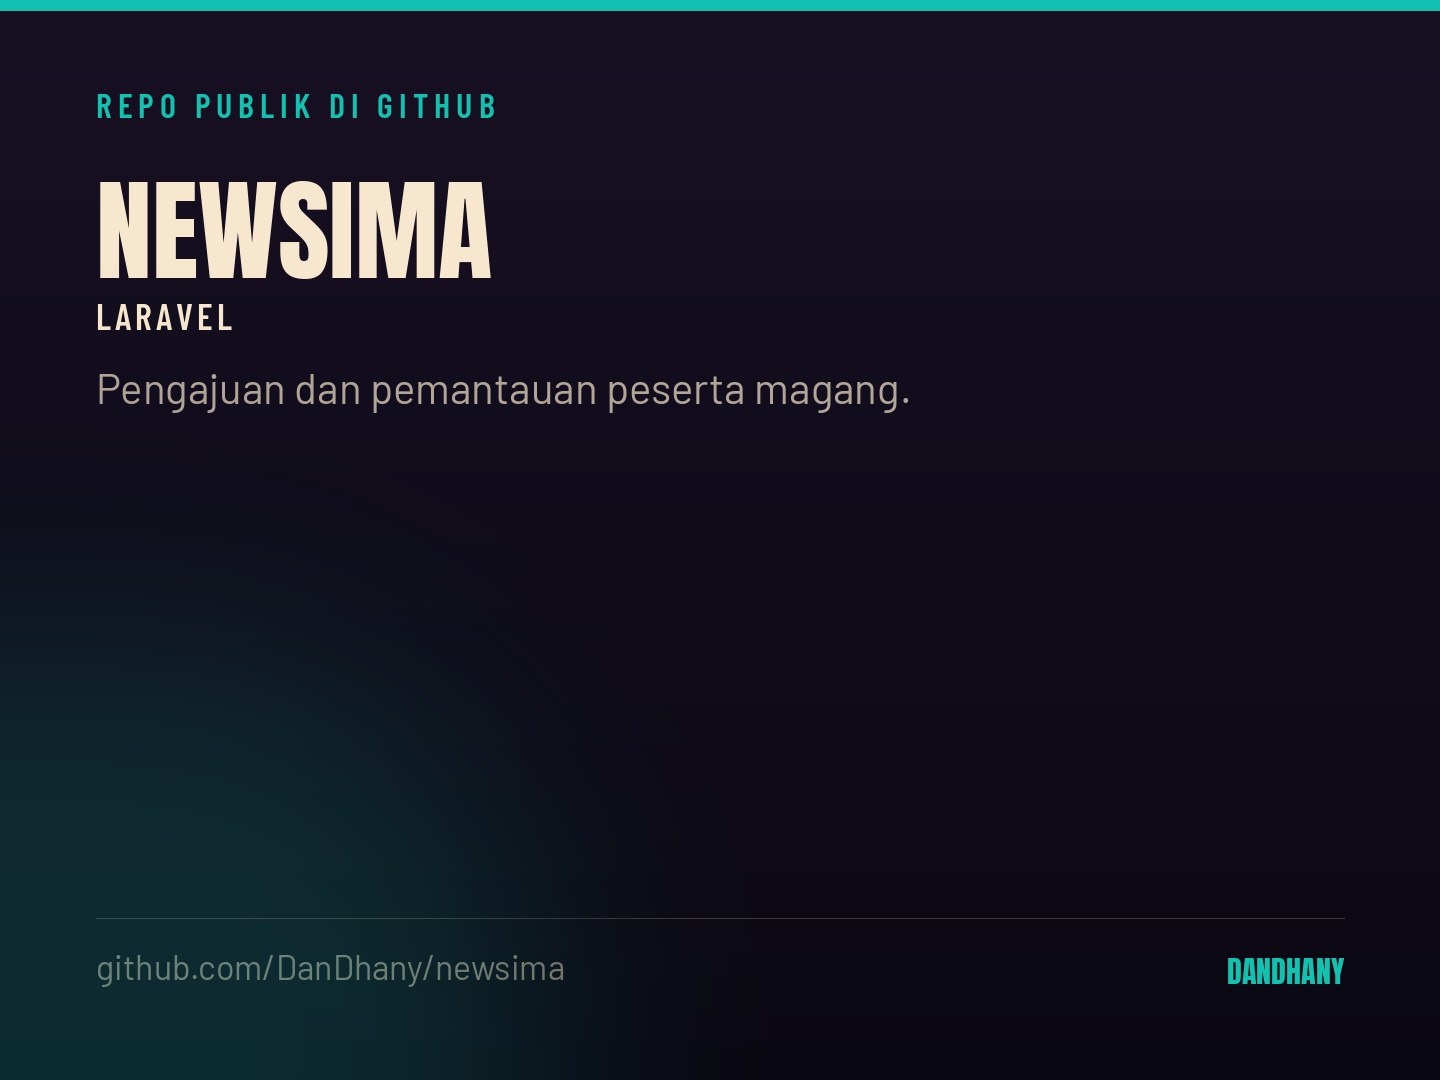 REPO PUBLIK DI GITHUB
NEWSIMA
LARAVEL
Pengajuan dan pemantauan peserta magang.
github.com/DanDhany/newsima
DANDHANY